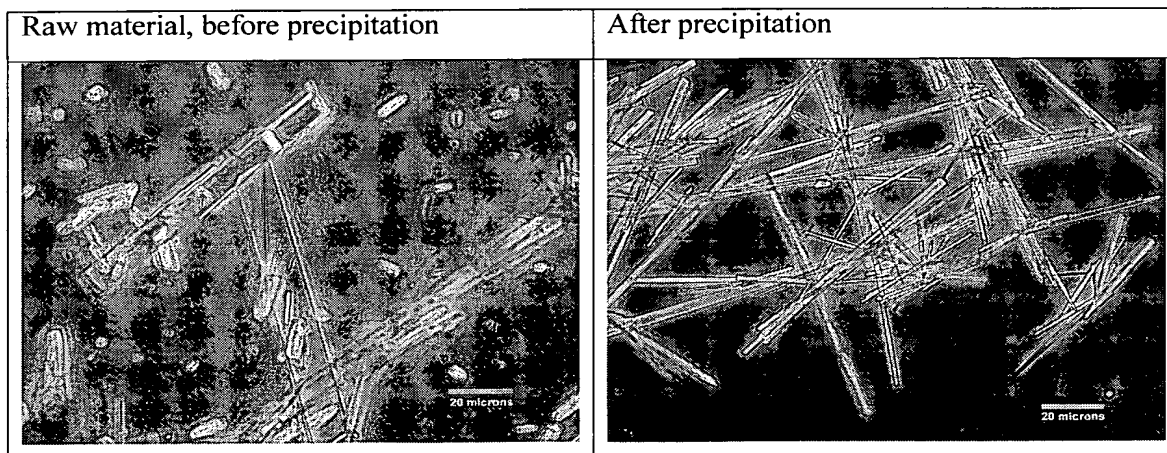 Raw material, before precipitation
After precipitation
20 microns
20 microns